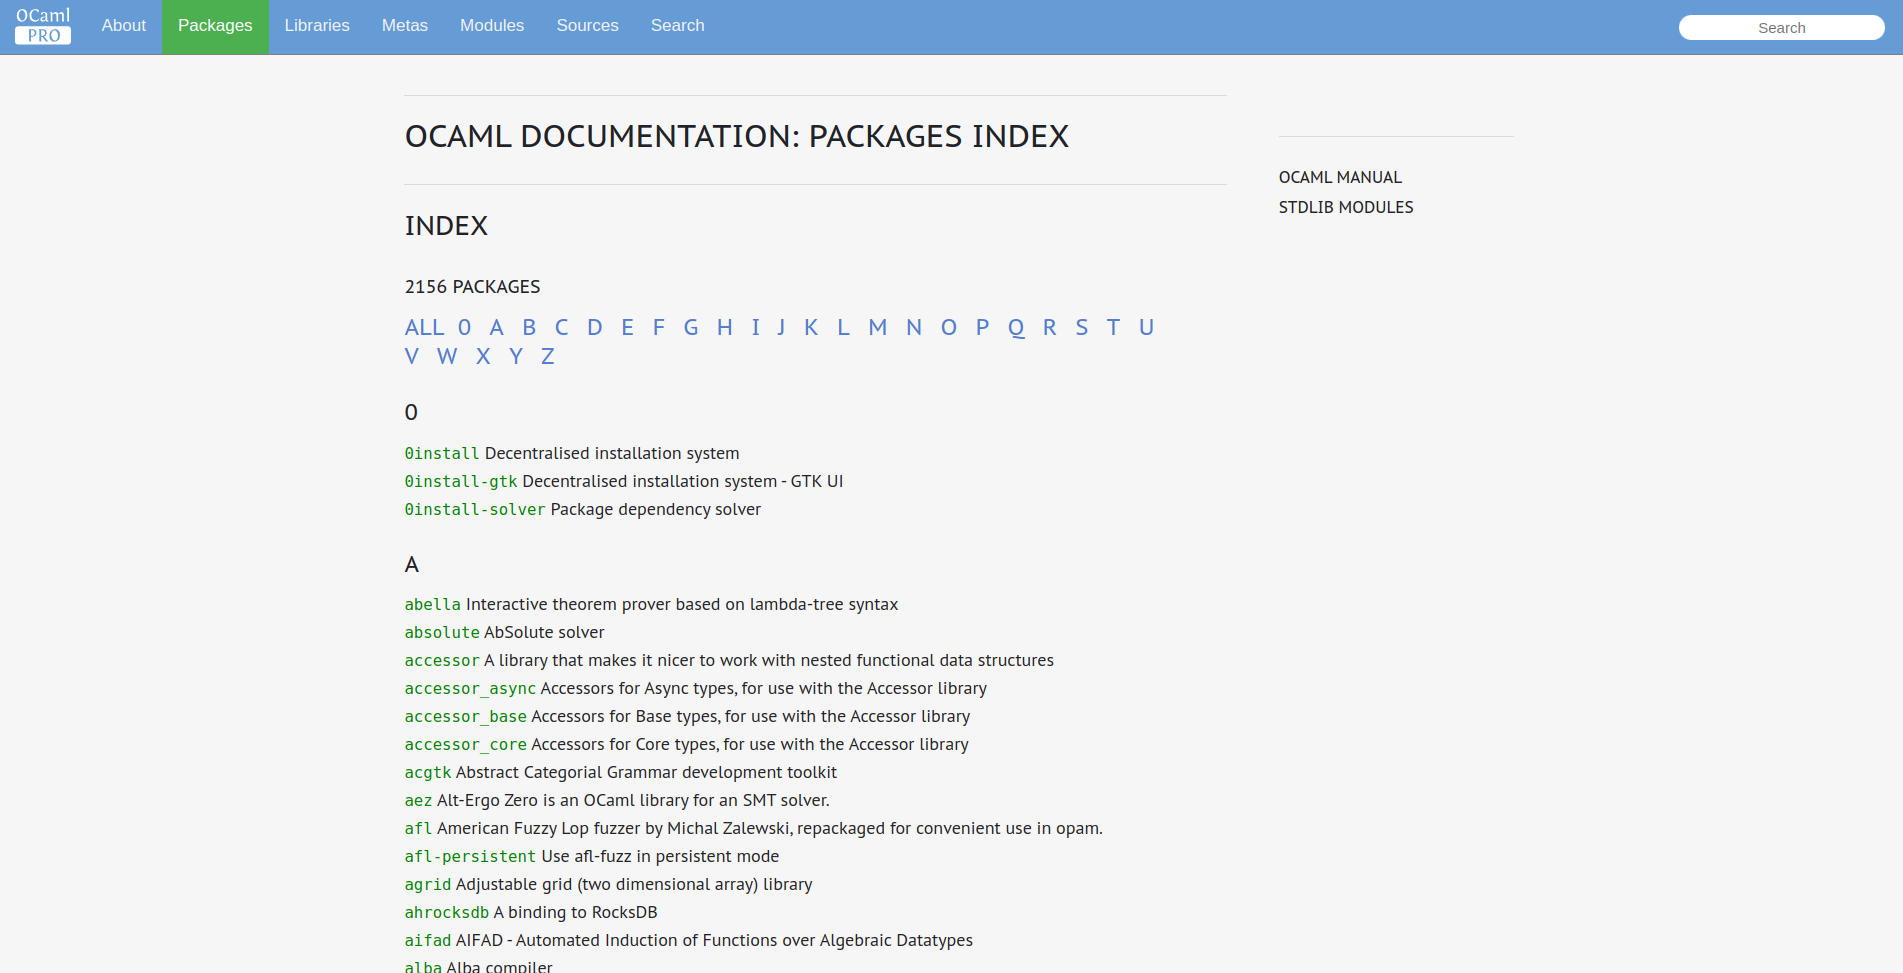 OCaml
PRO
About Packages Libraries Metas Modules Sources Search
Search
OCAML DOCUMENTATION: PACKAGES INDEX
INDEX
2156 PACKAGES
ALL 0 A B C D E F G H I J K L M N O P Q R S T U
V W X Y Z
0
0install Decentralised installation system
0install-gtk Decentralised installation system - GTK UI
0install-solver Package dependency solver
A
abella Interactive theorem prover based on lambda-tree syntax
absolute AbSolute solver
accessor A library that makes it nicer to work with nested functional data structures
accessor_async Accessors for Async types, for use with the Accessor library
accessor_base Accessors for Base types, for use with the Accessor library
accessor_core Accessors for Core types, for use with the Accessor library
acgtk Abstract Categorial Grammar development toolkit
aez Alt-Ergo Zero is an OCaml library for an SMT solver.
afl American Fuzzy Lop fuzzer by Michal Zalewski, repackaged for convenient use in opam.
afl-persistent Use afl-fuzz in persistent mode
agrid Adjustable grid (two dimensional array) library
ahrocksdb A binding to RocksDB
aifad AIFAD - Automated Induction of Functions over Algebraic Datatypes
alba Alba compiler
OCAML MANUAL
STDLIB MODULES